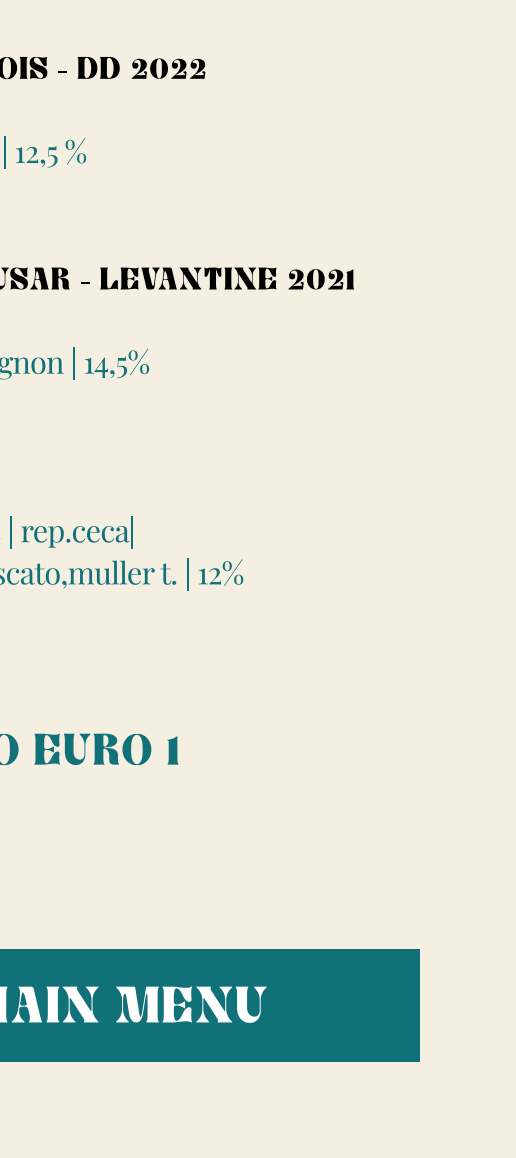 OIS - DD 2022
| 12,5 %
USAR - LEVANTINE 2021
gnon | 14,5%
| rep.ceca|
scato,muller t. | 12%
O EURO 1
MAIN MENU